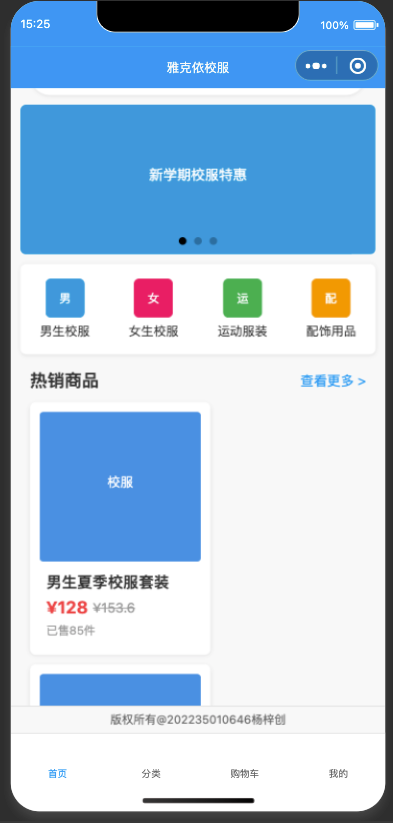 15:25
100%
雅克依校服
新学期校服特惠
男
女
运
配
男生校服
女生校服
运动服装
配饰用品
热销商品
查看更多 >
校服
男生夏季校服套装
¥128 ¥153.6
已售85件
版权所有@202235010646杨梓创
首页
分类
购物车
我的